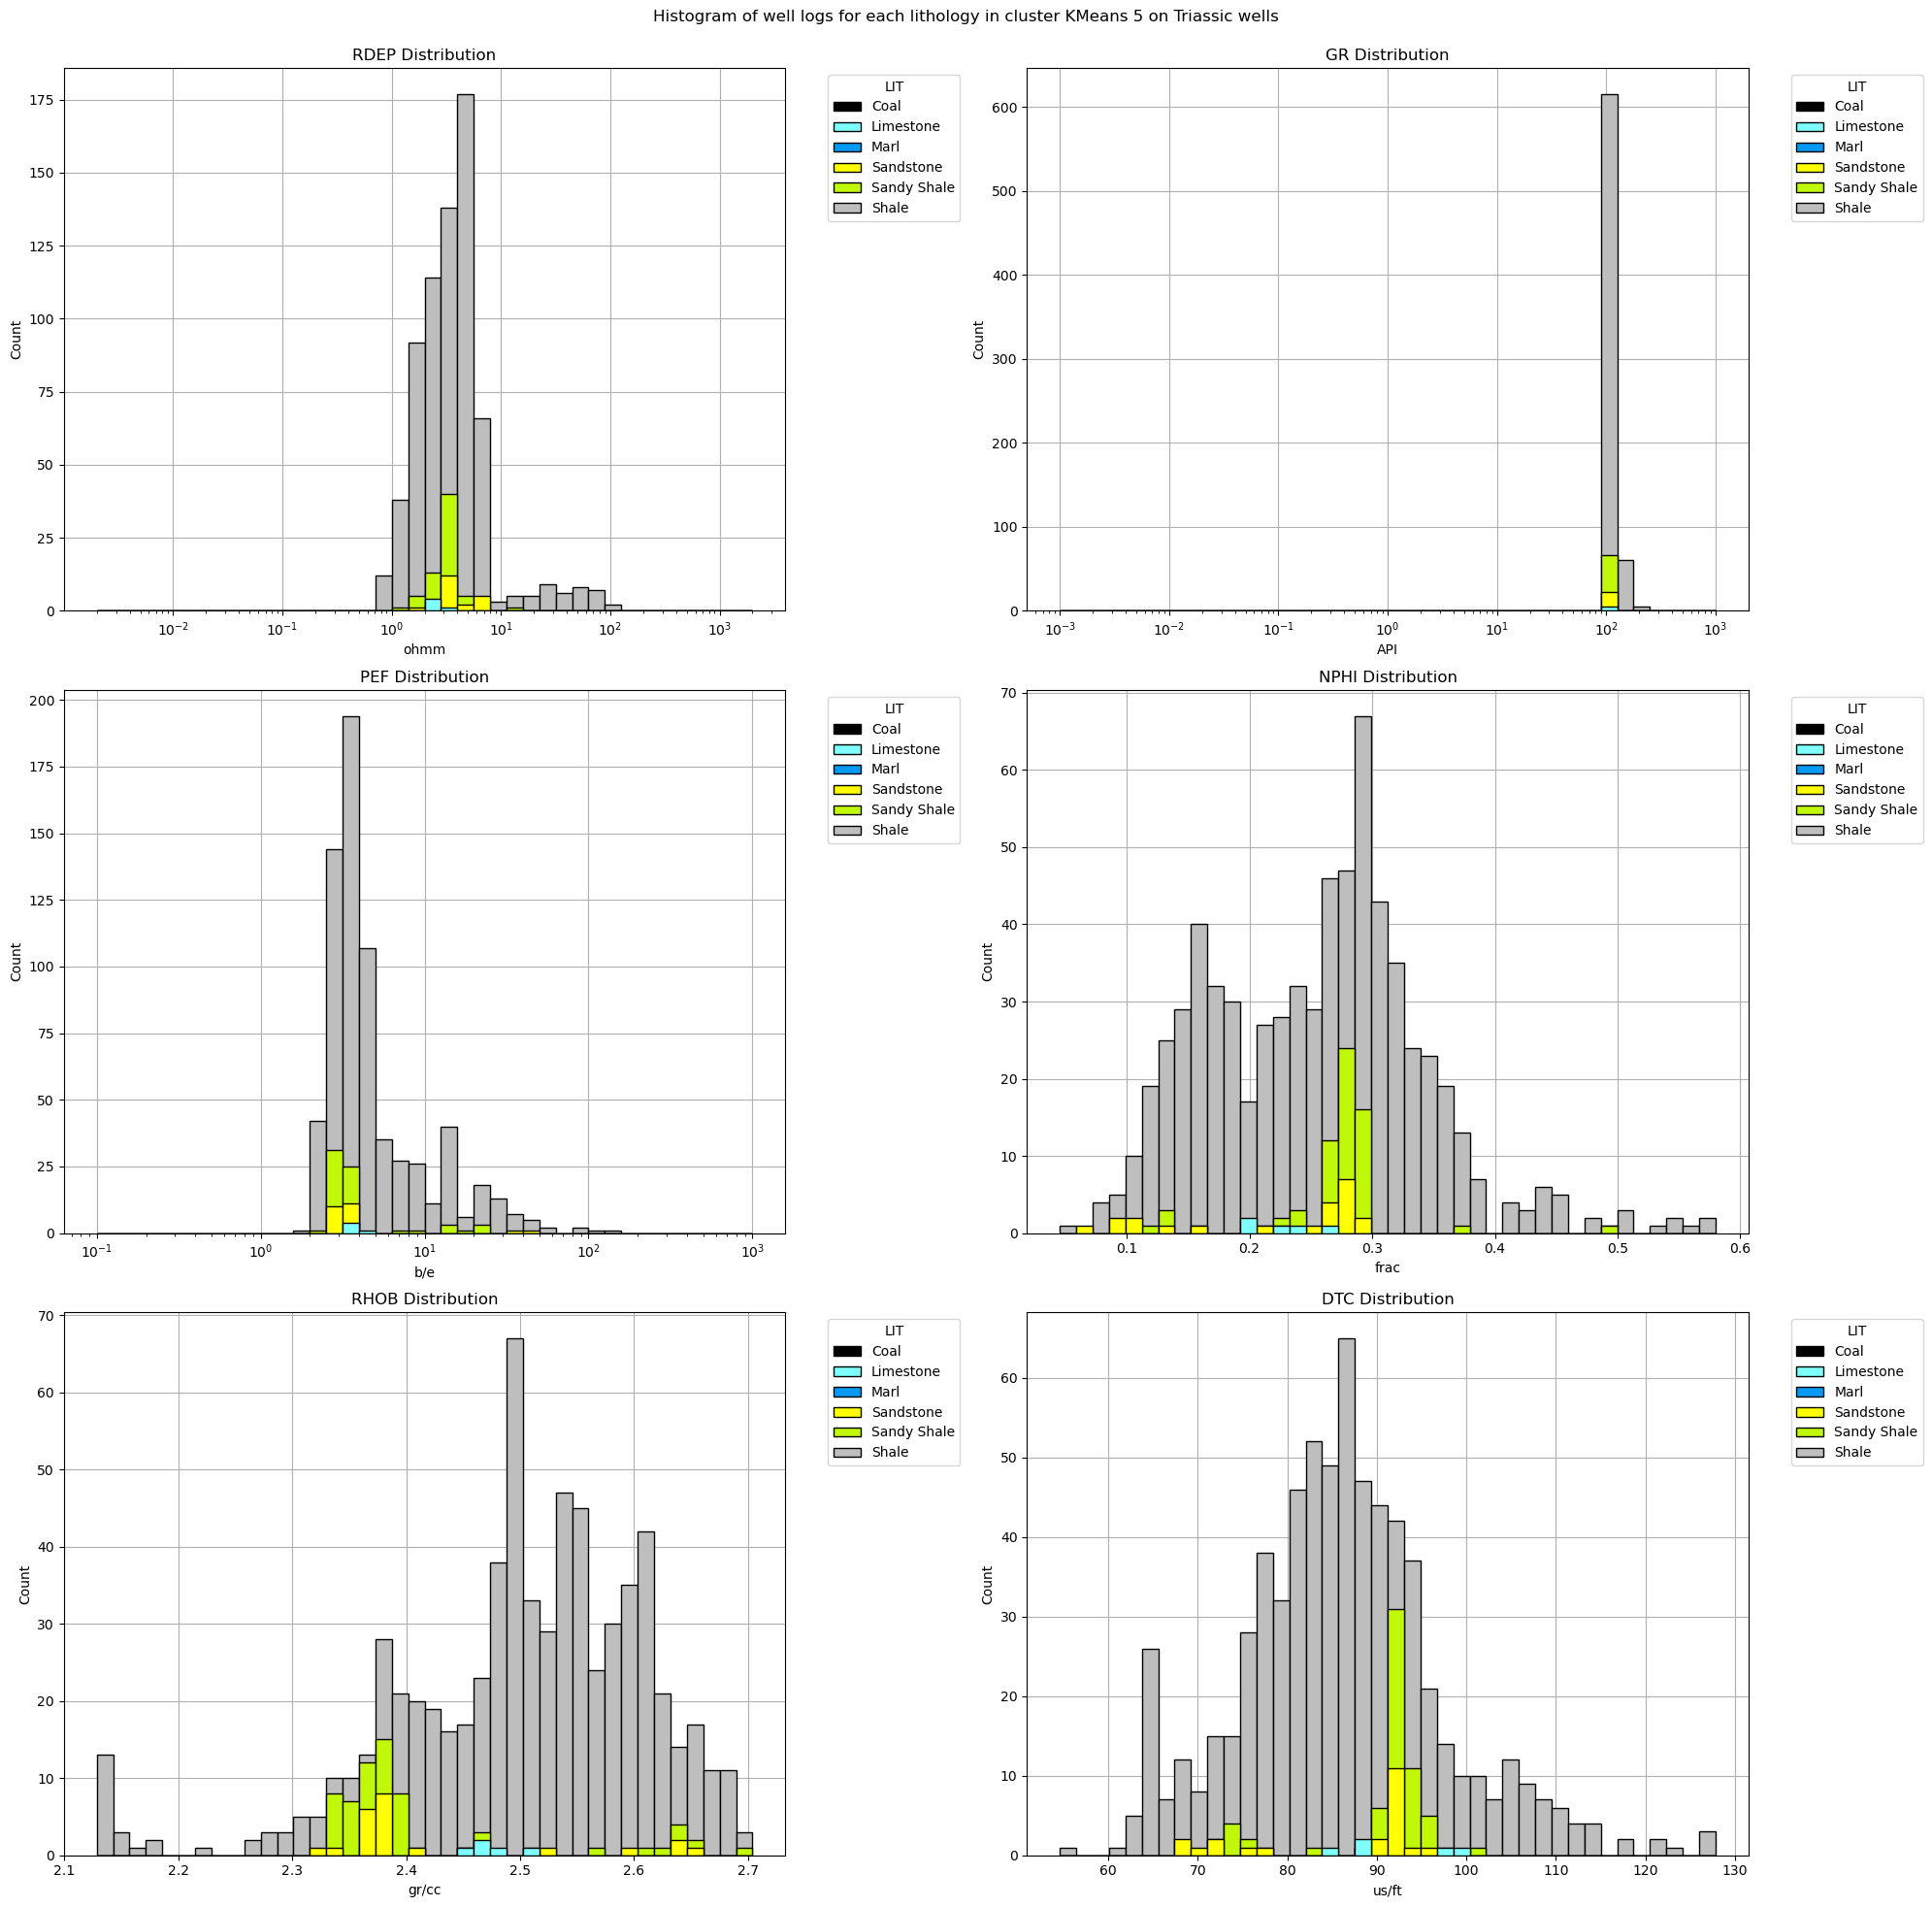 Histogram of well logs for each lithology in cluster KMeans 5 on Triassic wells
RDEP Distribution
Count
175
150
125
100
75
50
25
0
10⁻²
10⁻¹
10⁰
10¹
10²
10³
ohmm
LIT
Coal
Limestone
Marl
Sandstone
Sandy Shale
Shale
GR Distribution
Count
600
500
400
300
200
100
0
10⁻³
10⁻²
10⁻¹
10⁰
10¹
10²
10³
API
LIT
Coal
Limestone
Marl
Sandstone
Sandy Shale
Shale
PEF Distribution
Count
200
175
150
125
100
75
50
25
0
10⁻¹
10⁰
10¹
10²
10³
b/e
LIT
Coal
Limestone
Marl
Sandstone
Sandy Shale
Shale
NPHI Distribution
Count
70
60
50
40
30
20
10
0
0.1
0.2
0.3
0.4
0.5
0.6
frac
LIT
Coal
Limestone
Marl
Sandstone
Sandy Shale
Shale
RHOB Distribution
Count
70
60
50
40
30
20
10
0
2.1
2.2
2.3
2.4
2.5
2.6
2.7
gr/cc
LIT
Coal
Limestone
Marl
Sandstone
Sandy Shale
Shale
DTC Distribution
Count
60
50
40
30
20
10
0
60
70
80
90
100
110
120
130
us/ft
LIT
Coal
Limestone
Marl
Sandstone
Sandy Shale
Shale